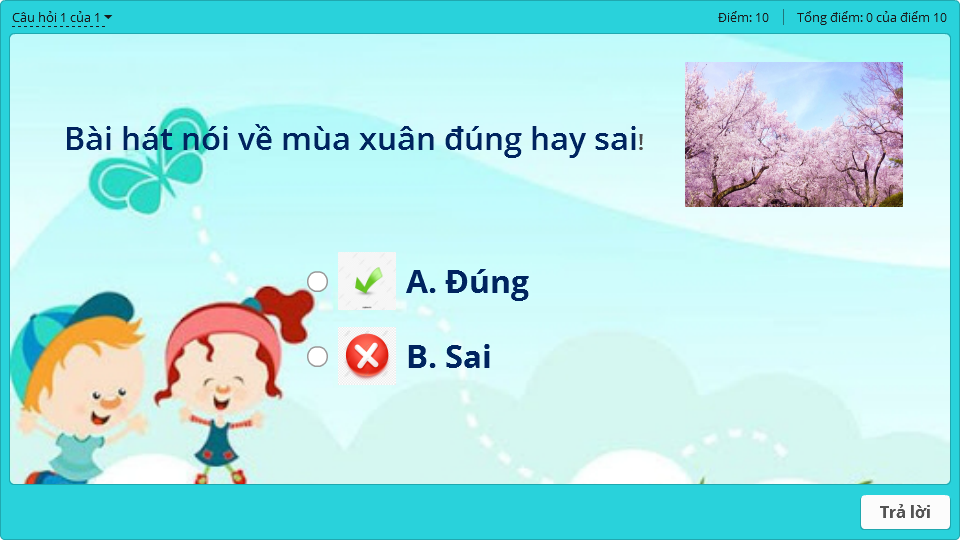 Câu hỏi 1 của 1
Điểm: 10
Tổng điểm: 0 của điểm 10
Bài hát nói về mùa xuân đúng hay sai!
A. Đúng
B. Sai
Trả lời